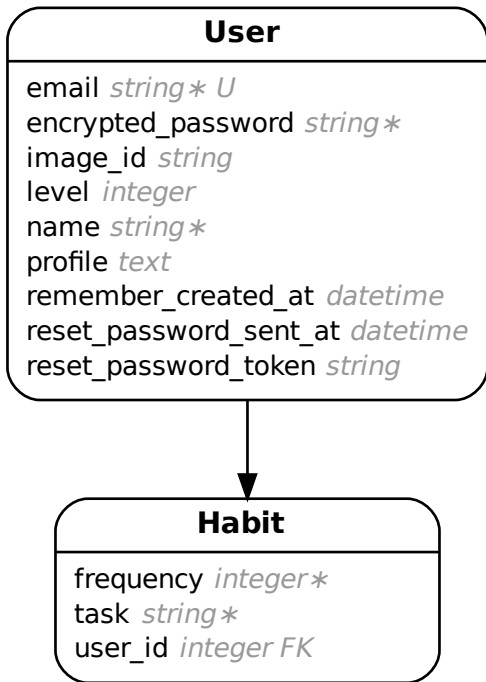 User
email string∗ U
encrypted_password string∗
image_id string
level integer
name string∗
profile text
remember_created_at datetime
reset_password_sent_at datetime
reset_password_token string
Habit
frequency integer∗
task string∗
user_id integer FK